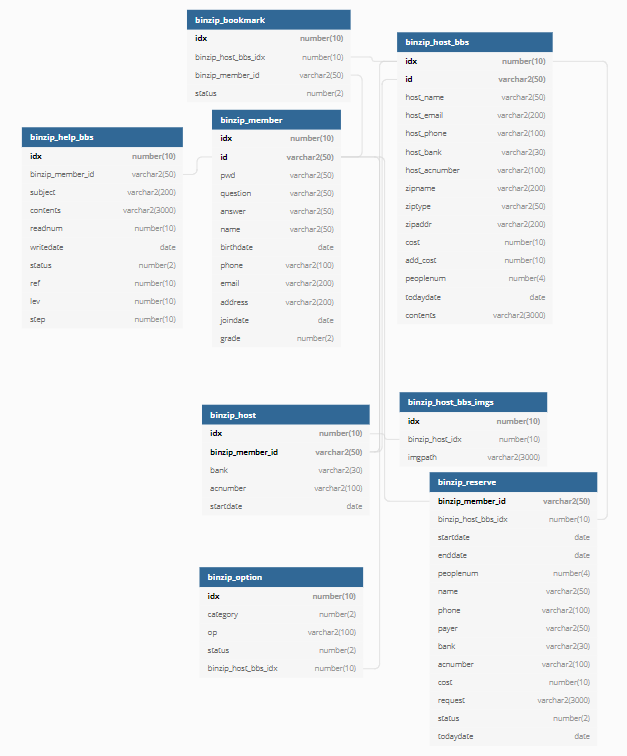 binzip_bookmark
idx number(10)
binzip_host_bbs_idx number(10)
binzip_member_id varchar2(50)
status number(2)
binzip_host_bbs
idx number(10)
id varchar2(50)
host_name varchar2(50)
host_email varchar2(200)
host_phone varchar2(100)
host_bank varchar2(30)
host_acnumber varchar2(100)
zipname varchar2(200)
ziptype varchar2(50)
zipaddr varchar2(200)
cost number(10)
add_cost number(10)
peoplenum number(4)
todaydate date
contents varchar2(3000)
binzip_member
idx number(10)
id varchar2(50)
pwd varchar2(50)
question varchar2(50)
answer varchar2(50)
name varchar2(50)
birthdate date
phone varchar2(100)
email varchar2(200)
address varchar2(200)
joindate date
grade number(2)
binzip_help_bbs
idx number(10)
binzip_member_id varchar2(50)
subject varchar2(200)
contents varchar2(3000)
readnum number(10)
writedate date
status number(2)
ref number(10)
lev number(10)
step number(10)
binzip_host
idx number(10)
binzip_member_id varchar2(50)
bank varchar2(30)
acnumber varchar2(100)
startdate date
binzip_host_bbs_imgs
idx number(10)
binzip_host_idx number(10)
imgpath varchar2(3000)
binzip_reserve
binzip_member_id varchar2(50)
binzip_host_bbs_idx number(10)
startdate date
enddate date
peoplenum number(4)
name varchar2(50)
phone varchar2(100)
payer varchar2(50)
bank varchar2(30)
acnumber varchar2(100)
cost number(10)
request varchar2(3000)
status number(2)
todaydate date
binzip_option
idx number(10)
category number(2)
op varchar2(100)
status number(2)
binzip_host_bbs_idx number(10)